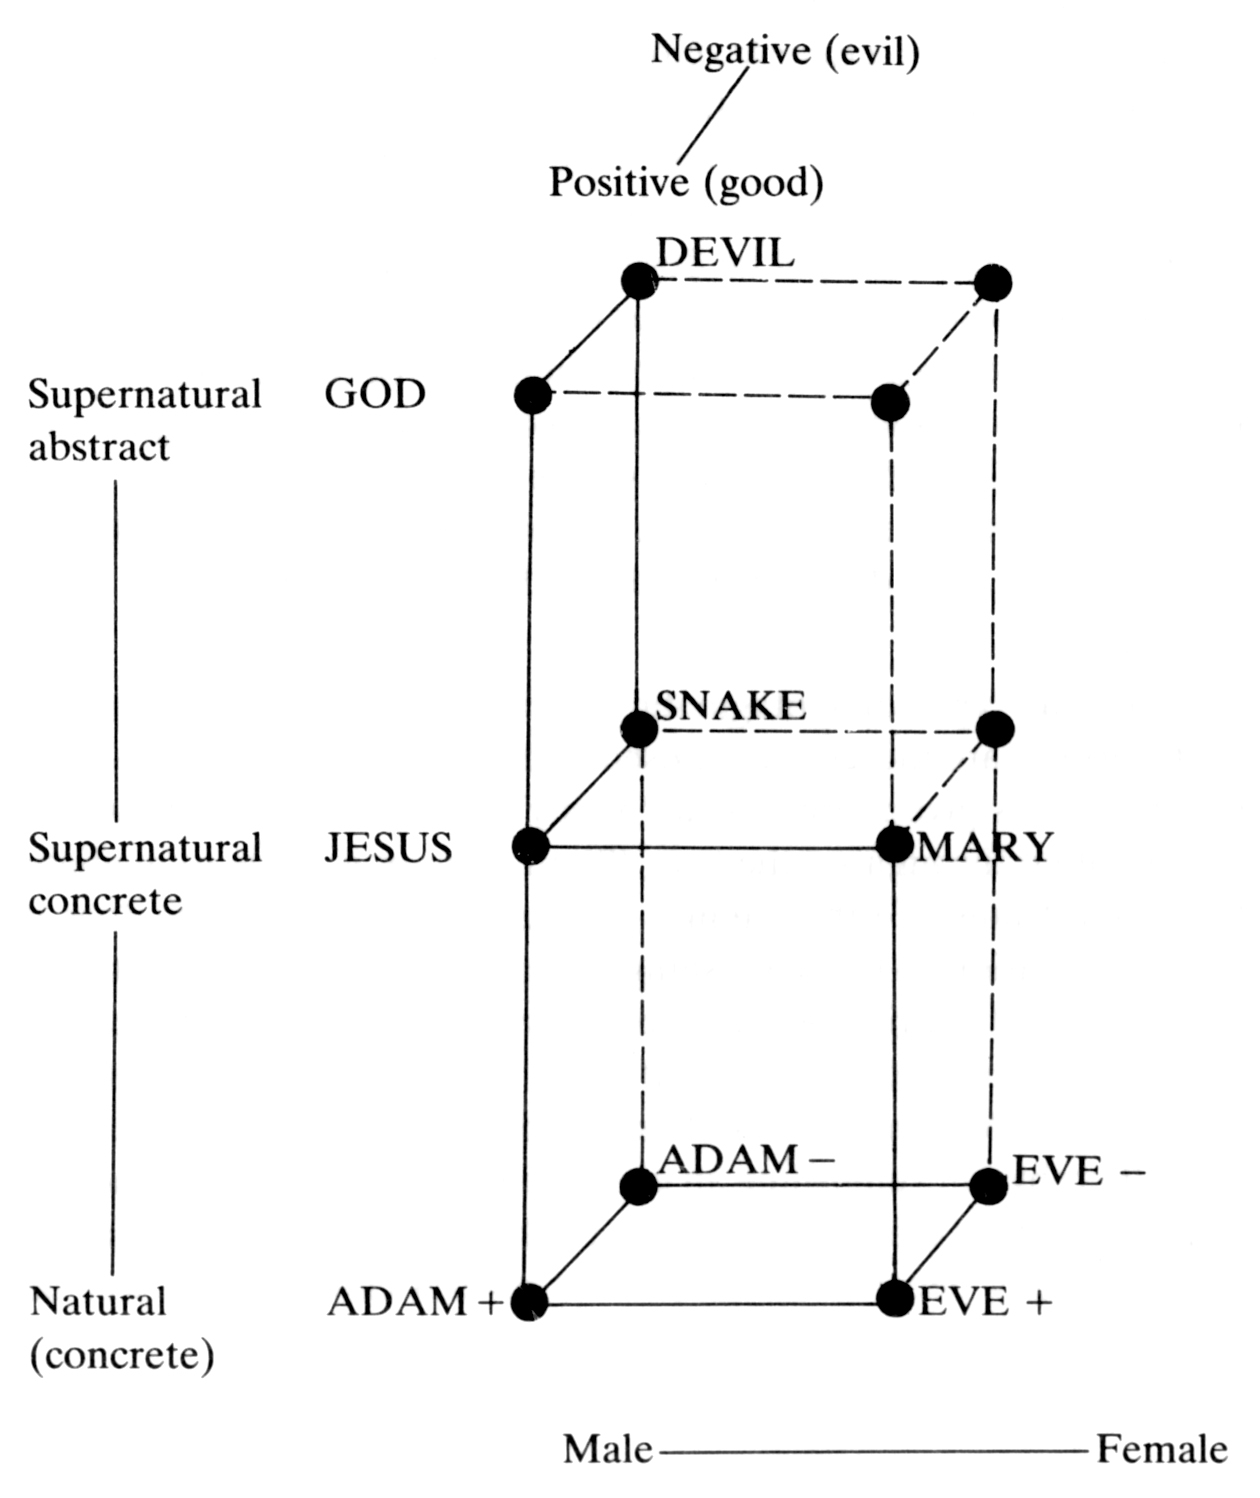 Negative (evil)
Positive (good)
DEVIL
Supernatural
abstract
GOD
SNAKE
Supernatural
concrete
JESUS
MARY
ADAM −
EVE −
Natural
(concrete)
ADAM +
EVE +
Male
Female